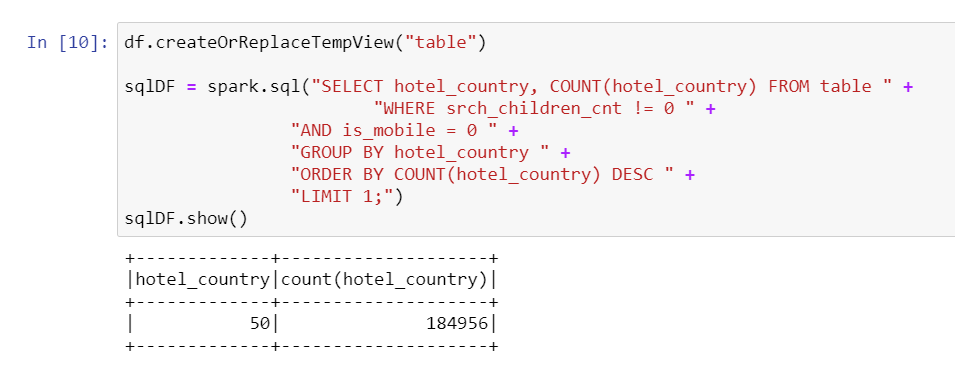 In [10]: df.createOrReplaceTempView("table")
sqlDF = spark.sql("SELECT hotel_country, COUNT(hotel_country) FROM table " +
"WHERE srch_children_cnt != 0 " +
"AND is_mobile = 0 " +
"GROUP BY hotel_country " +
"ORDER BY COUNT(hotel_country) DESC " +
"LIMIT 1;")
sqlDF.show()
+-------------+--------------------+
|hotel_country|count(hotel_country)|
+-------------+--------------------+
|           50|              184956|
+-------------+--------------------+